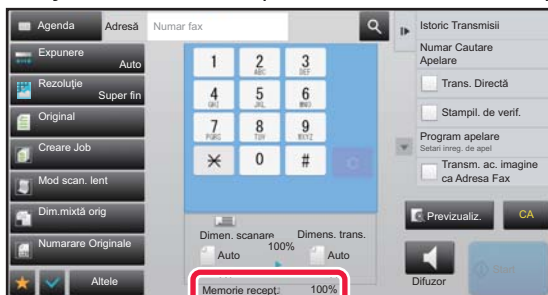 Agenda
Adresă
Numar fax
Expunere
Auto
Rezoluţie
Super fin
Original
Creare Job
Mod scan. lent
Dim.mixtă orig
Numarare Originale
Altele
1
2 ABC
3 DEF
4 GHI
5 JKL
6 MNO
7 PQRS
8 TUV
9 WXYZ
0
#
C
Dimen. scanare
100%
Dimens. trans.
Auto
Auto
Memorie recepţ.:
100%
Istoric Transmisii
Numar Cautare
Apelare
Trans. Directă
Stampil. de verif.
Program apelare
Setari inreg. de apel
Transm. ac. imagine
ca Adresa Fax
Previzualiz.
CA
Difuzor
Start